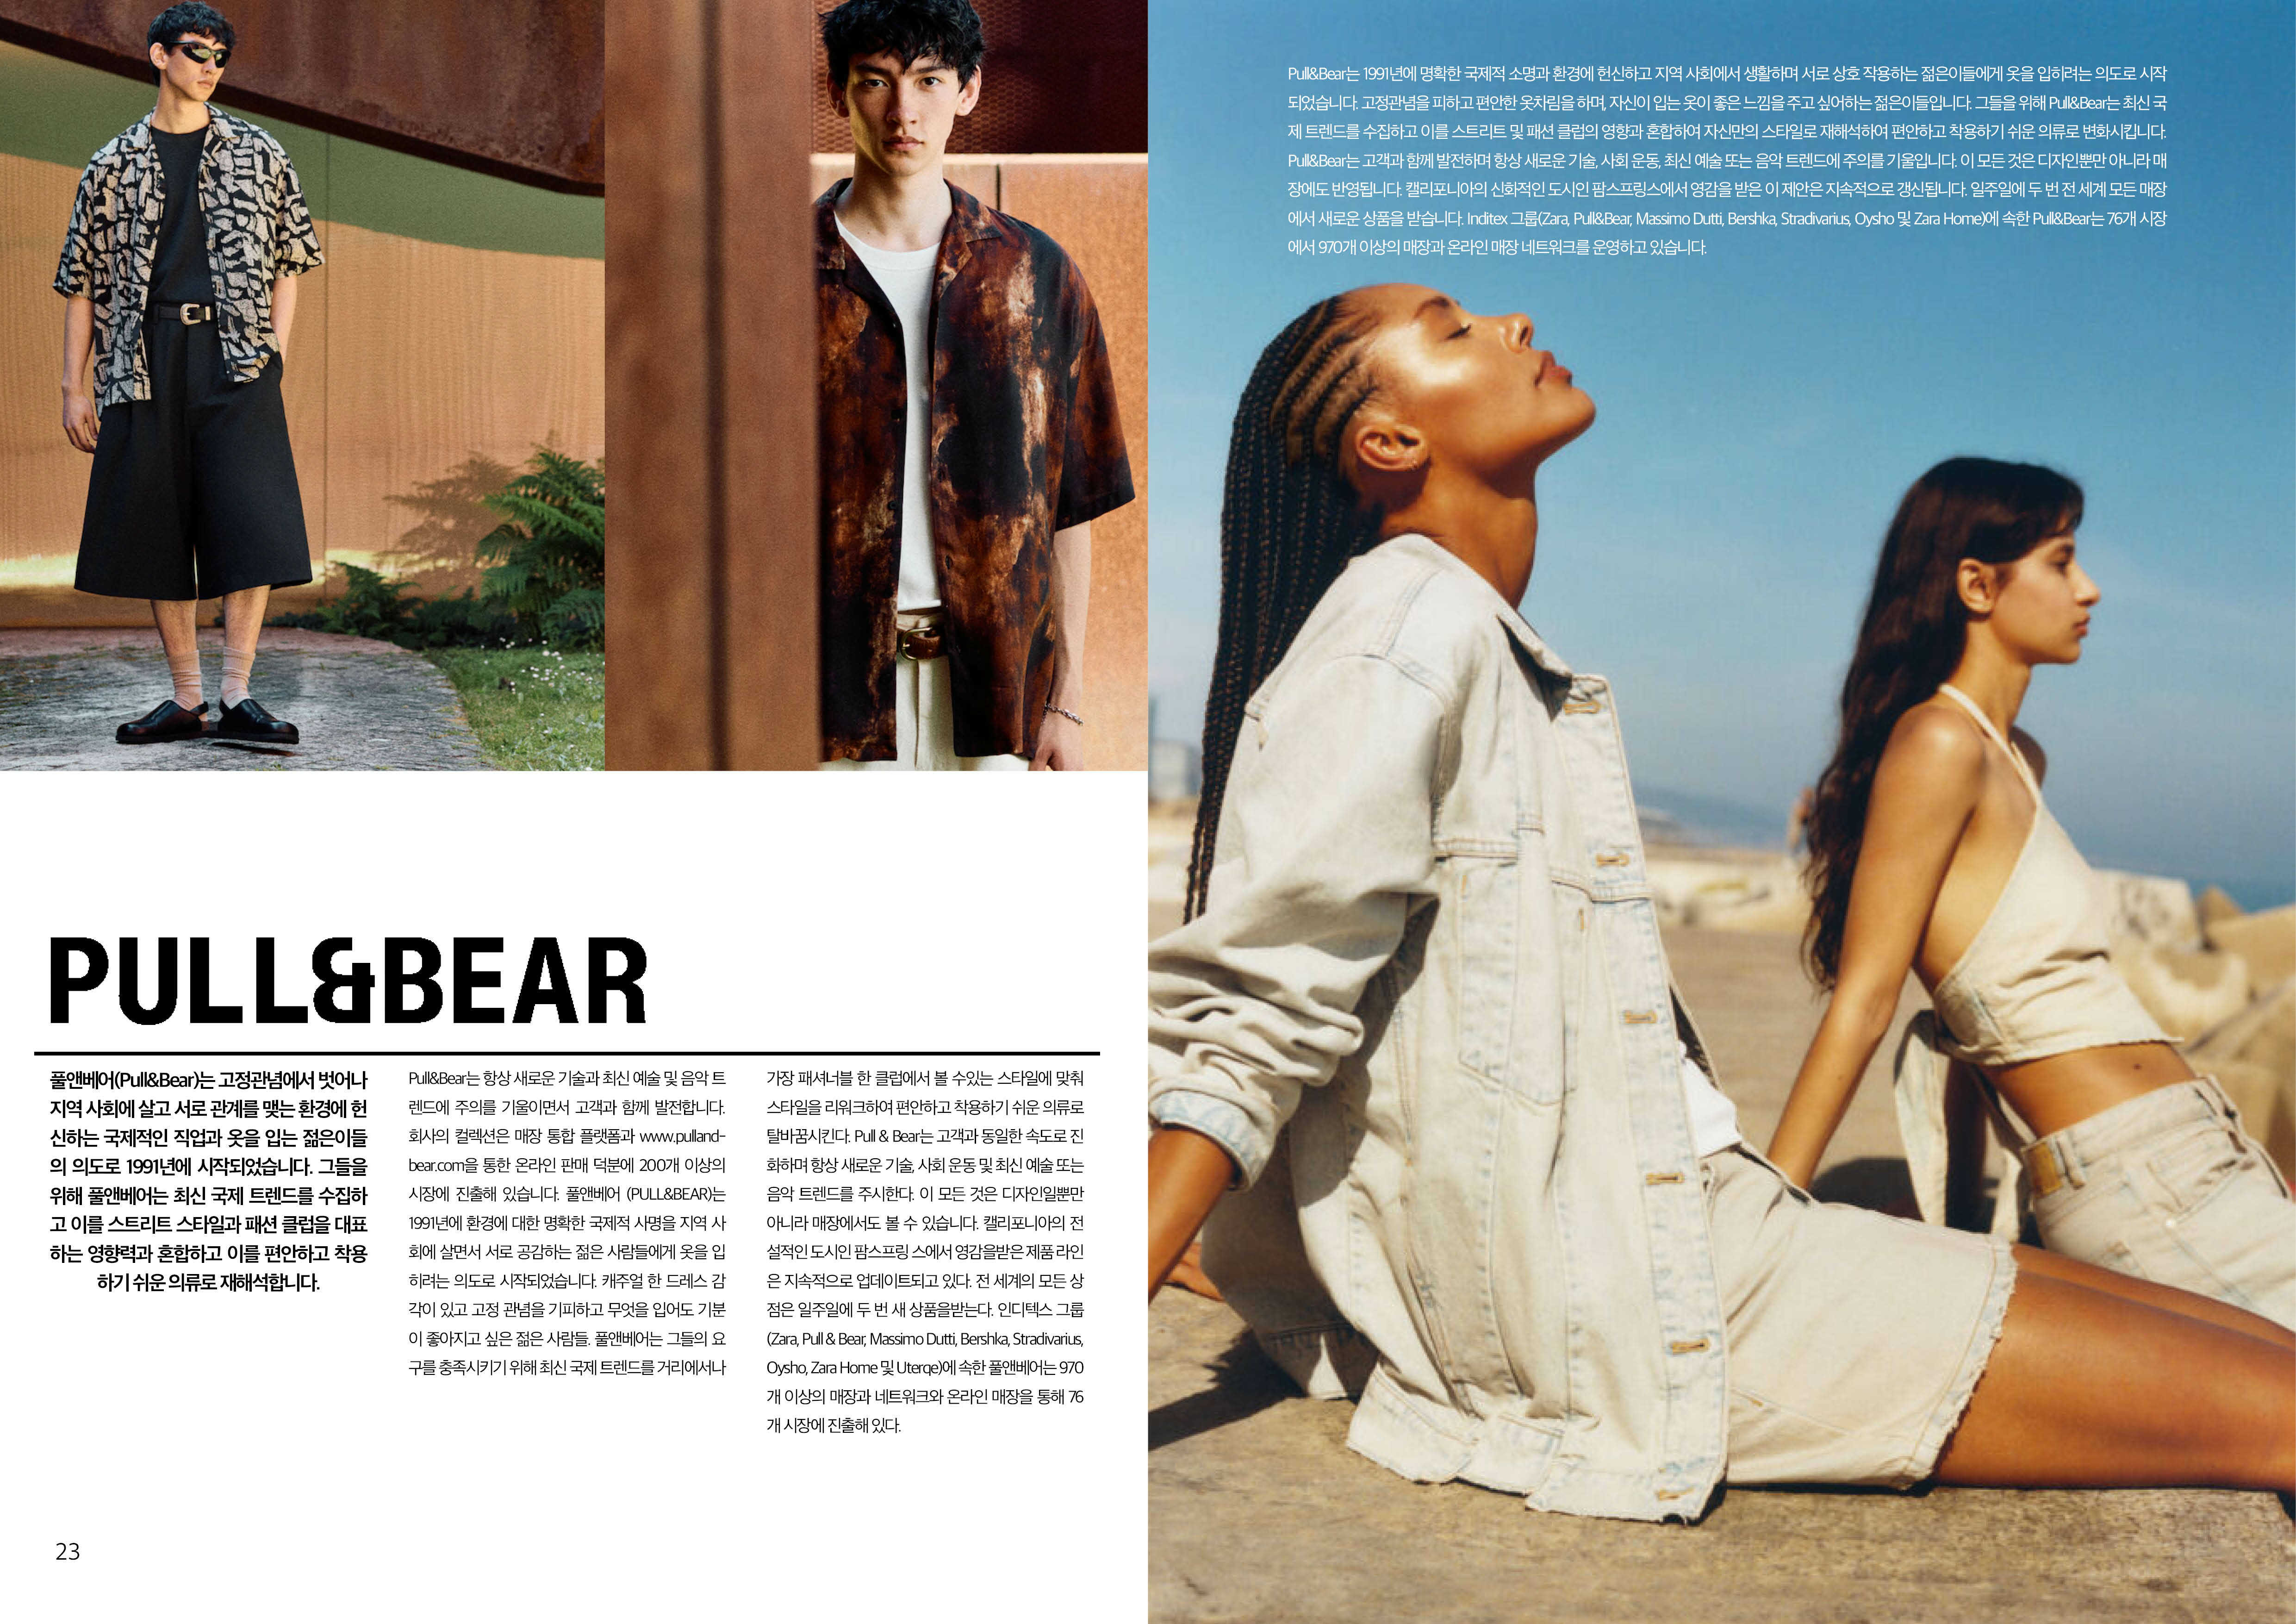 PULL&BEAR
풀앤베어(Pull&Bear)는 고정관념에서 벗어나
지역 사회에 살고 서로 관계를 맺는 환경에 헌
신하는 국제적인 직업과 옷을 입는 젊은이들
의 의도로 1991년에 시작되었습니다. 그들을
위해 풀앤베어는 최신 국제 트렌드를 수집하
고 이를 스트리트 스타일과 패션 클럽을 대표
하는 영향력과 혼합하고 이를 편안하고 착용
하기 쉬운 의류로 재해석합니다.
Pull&Bear는 항상 새로운 기술과 최신 예술 및 음악 트
렌드에 주의를 기울이면서 고객과 함께 발전합니다.
회사의 컬렉션은 매장 통합 플랫폼과 www.pulland-
bear.com을 통한 온라인 판매 덕분에 200개 이상의
시장에 진출해 있습니다. 풀앤베어 (PULL&BEAR)는
1991년에 환경에 대한 명확한 국제적 사명을 지역 사
회에 살면서 서로 공감하는 젊은 사람들에게 옷을 입
히려는 의도로 시작되었습니다. 캐주얼 한 드레스 감
각이 있고 고정 관념을 기피하고 무엇을 입어도 기분
이 좋아지고 싶은 젊은 사람들. 풀앤베어는 그들의 요
구를 충족시키기 위해 최신 국제 트렌드를 거리에서나
가장 패셔너블 한 클럽에서 볼 수있는 스타일에 맞춰
스타일을 리워크하여 편안하고 착용하기 쉬운 의류로
탈바꿈시킨다. Pull & Bear는 고객과 동일한 속도로 진
화하며 항상 새로운 기술, 사회 운동 및 최신 예술 또는
음악 트렌드를 주시한다. 이 모든 것은 디자인일뿐만
아니라 매장에서도 볼 수 있습니다. 캘리포니아의 전
설적인 도시인 팜스프링 스에서 영감을받은 제품 라인
은 지속적으로 업데이트되고 있다. 전 세계의 모든 상
점은 일주일에 두 번 새 상품을받는다. 인디텍스 그룹
(Zara, Pull & Bear, Massimo Dutti, Bershka, Stradivarius,
Oysho, Zara Home 및 Uterqe)에 속한 풀앤베어는 970
개 이상의 매장과 네트워크와 온라인 매장을 통해 76
개 시장에 진출해 있다.
23
Pull&Bear는 1991년에 명확한 국제적 소명과 환경에 헌신하고 지역 사회에서 생활하며 서로 상호 작용하는 젊은이들에게 옷을 입히려는 의도로 시작
되었습니다. 고정관념을 피하고 편안한 옷차림을 하며, 자신이 입는 옷이 좋은 느낌을 주고 싶어하는 젊은이들입니다. 그들을 위해 Pull&Bear는 최신 국
제 트렌드를 수집하고 이를 스트리트 및 패션 클럽의 영향과 혼합하여 자신만의 스타일로 재해석하여 편안하고 착용하기 쉬운 의류로 변화시킵니다.
Pull&Bear는 고객과 함께 발전하며 항상 새로운 기술, 사회 운동, 최신 예술 또는 음악 트렌드에 주의를 기울입니다. 이 모든 것은 디자인뿐만 아니라 매
장에도 반영됩니다. 캘리포니아의 신화적인 도시인 팜스프링스에서 영감을 받은 이 제안은 지속적으로 갱신됩니다. 일주일에 두 번 전 세계 모든 매장
에서 새로운 상품을 받습니다. Inditex 그룹(Zara, Pull&Bear, Massimo Dutti, Bershka, Stradivarius, Oysho 및 Zara Home)에 속한 Pull&Bear는 76개 시장
에서 970개 이상의 매장과 온라인 매장 네트워크를 운영하고 있습니다.